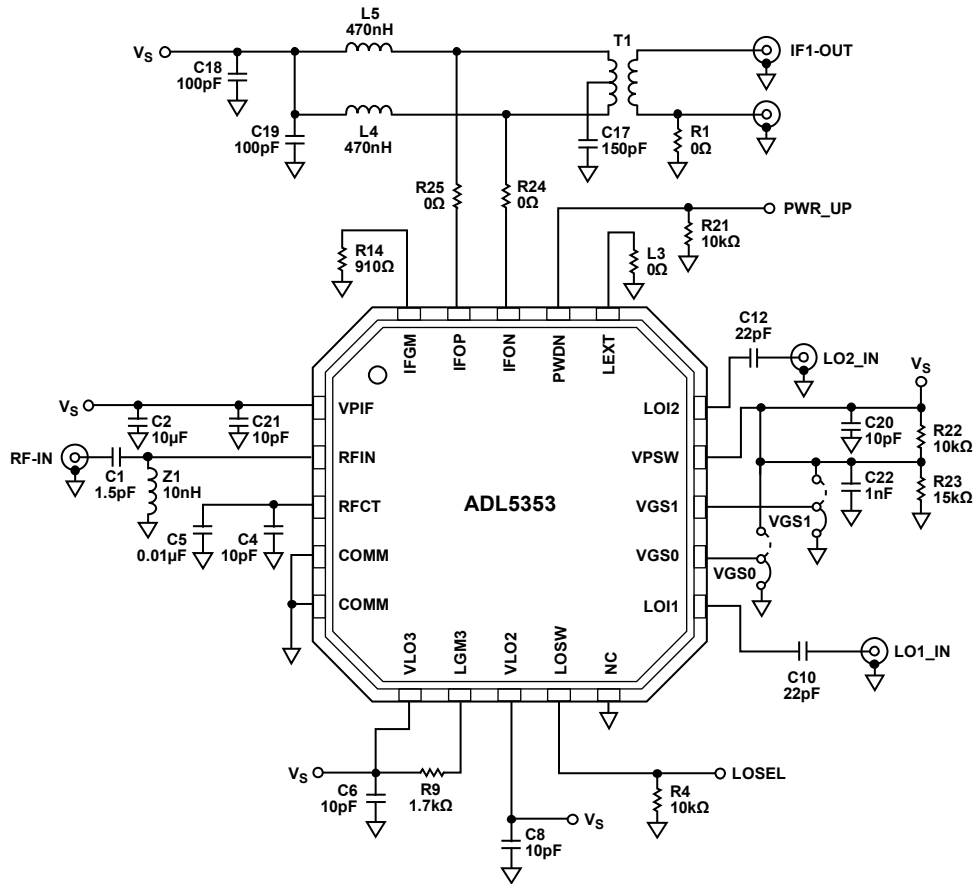 L5
470nH
VS
C18
100pF
T1
IF1-OUT
C19
100pF
L4
470nH
C17
150pF
R1
0Ω
R25
0Ω
R24
0Ω
PWR_UP
R21
10kΩ
R14
910Ω
L3
0Ω
C12
22pF
LO2_IN
IFGM
IFOP
IFON
PWDN
LEXT
VS
VS
C2
10µF
C21
10pF
VPIF
LOI2
C20
10pF
R22
10kΩ
RF-IN
C1
1.5pF
Z1
10nH
RFIN
VPSW
ADL5353
C22
1nF
R23
15kΩ
RFCT
VGS1
VGS1
C5
0.01µF
C4
10pF
COMM
VGS0
VGS0
COMM
LOI1
LO1_IN
C10
22pF
VLO3
LGM3
VLO2
LOSW
NC
VS
C6
10pF
R9
1.7kΩ
LOSEL
R4
10kΩ
VS
C8
10pF